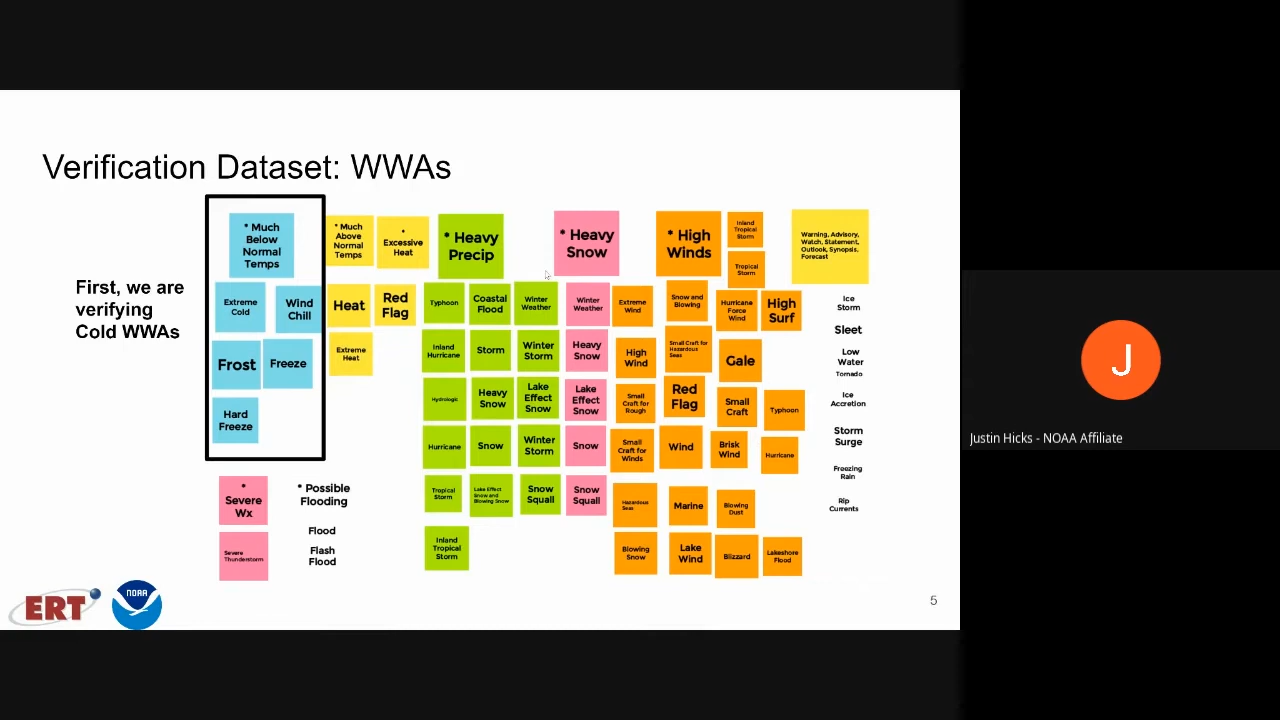 Verification Dataset: WWAs
First, we are
verifying
Cold WWAs
* Much
Below
Normal
Temps
Extreme
Cold
Wind
Chill
Frost
Freeze
Hard
Freeze
* Much
Above
Normal
Temps
*
Excessive
Heat
Heat
Red
Flag
Extreme
Heat
* Heavy
Precip
Typhoon
Coastal
Flood
Winter
Weather
Inland
Hurricane
Storm
Winter
Storm
Hydrologic
Heavy
Snow
Lake
Effect
Snow
Hurricane
Snow
Winter
Storm
Tropical
Storm
Lake Effect
Snow and
Blowing Snow
Snow
Squall
Inland
Tropical
Storm
* Heavy
Snow
Winter
Weather
Heavy
Snow
Lake
Effect
Snow
Snow
Snow
Squall
* High
Winds
Inland
Tropical
Storm
Tropical
Storm
Extreme
Wind
Snow and
Blowing
Hurricane
Force
Wind
High
Surf
High
Wind
Small Craft for
Hazardous
Seas
Gale
Small
Craft for
Rough
Red
Flag
Small
Craft
Typhoon
Small
Craft for
Winds
Wind
Brisk
Wind
Hurricane
Hazardous
Seas
Marine
Blowing
Dust
Blowing
Snow
Lake
Wind
Blizzard
Lakeshore
Flood
Warning, Advisory,
Watch, Statement,
Outlook, Synopsis,
Forecast
Ice
Storm
Sleet
Low
Water
Tornado
Ice
Accretion
Storm
Surge
Freezing
Rain
Rip
Currents
*
Severe
Wx
Severe
Thunderstorm
* Possible
Flooding
Flood
Flash
Flood
ERT
NOAA
5
J
Justin Hicks - NOAA Affiliate